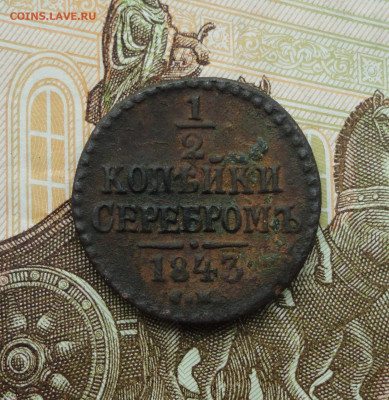 COINS.LAVE.RU
1
2
КОПѢЙКИ
СЕРЕБРОМЪ
1843